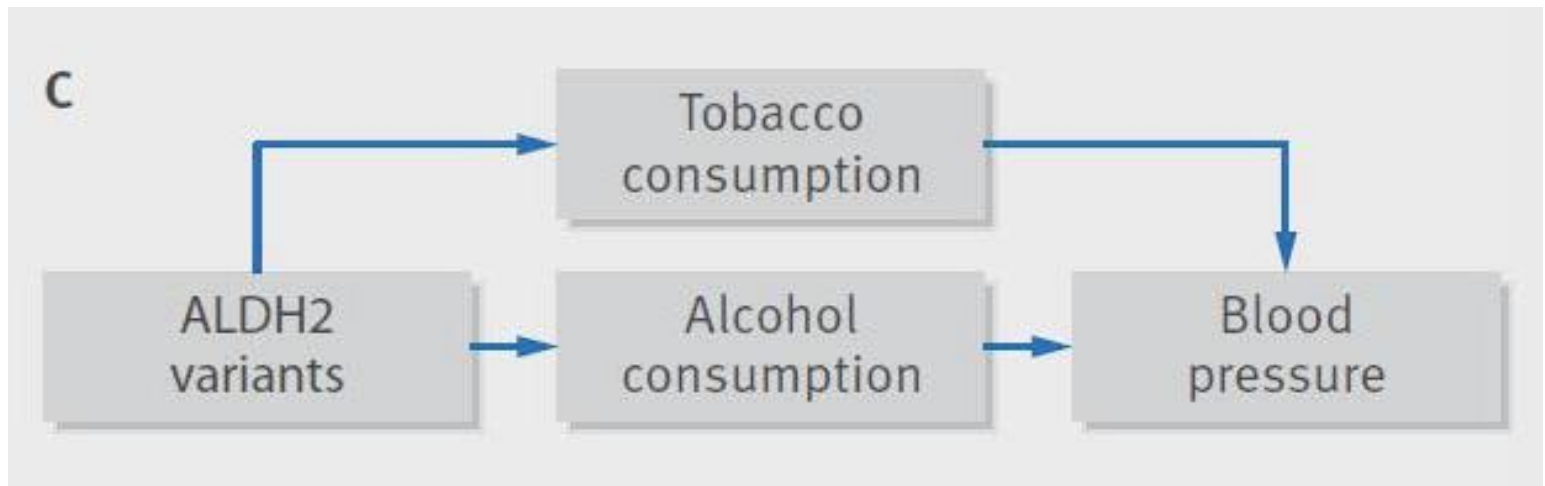 C
Tobacco
consumption
ALDH2
variants
Alcohol
consumption
Blood
pressure